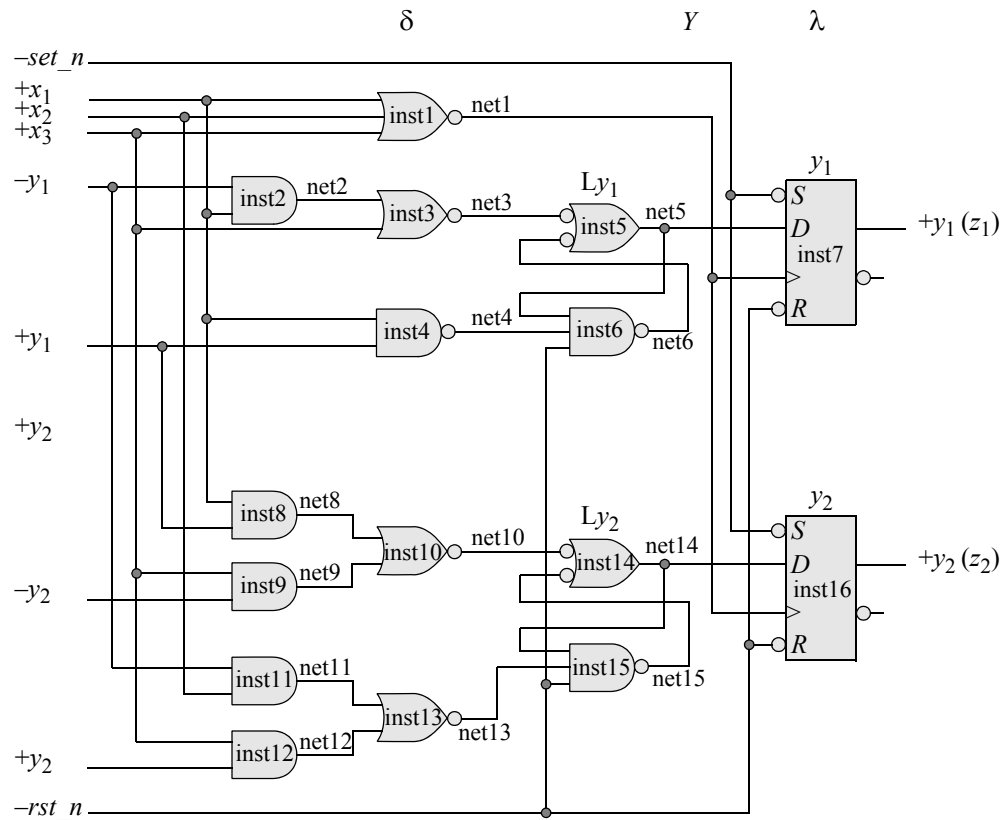 δ Y λ
–set_n
+x1
+x2
+x3
inst1 net1
–y1
inst2 net2
inst3 net3
Ly1
inst5 net5
y1
S
D
inst7
R
+y1 (z1)
inst4 net4
inst6 net6
+y1
+y2
inst8 net8
inst10 net10
Ly2
inst14 net14
y2
S
D
inst16
R
+y2 (z2)
inst9 net9
–y2
inst11 net11
inst13 net13
inst15 net15
inst12 net12
+y2
–rst_n